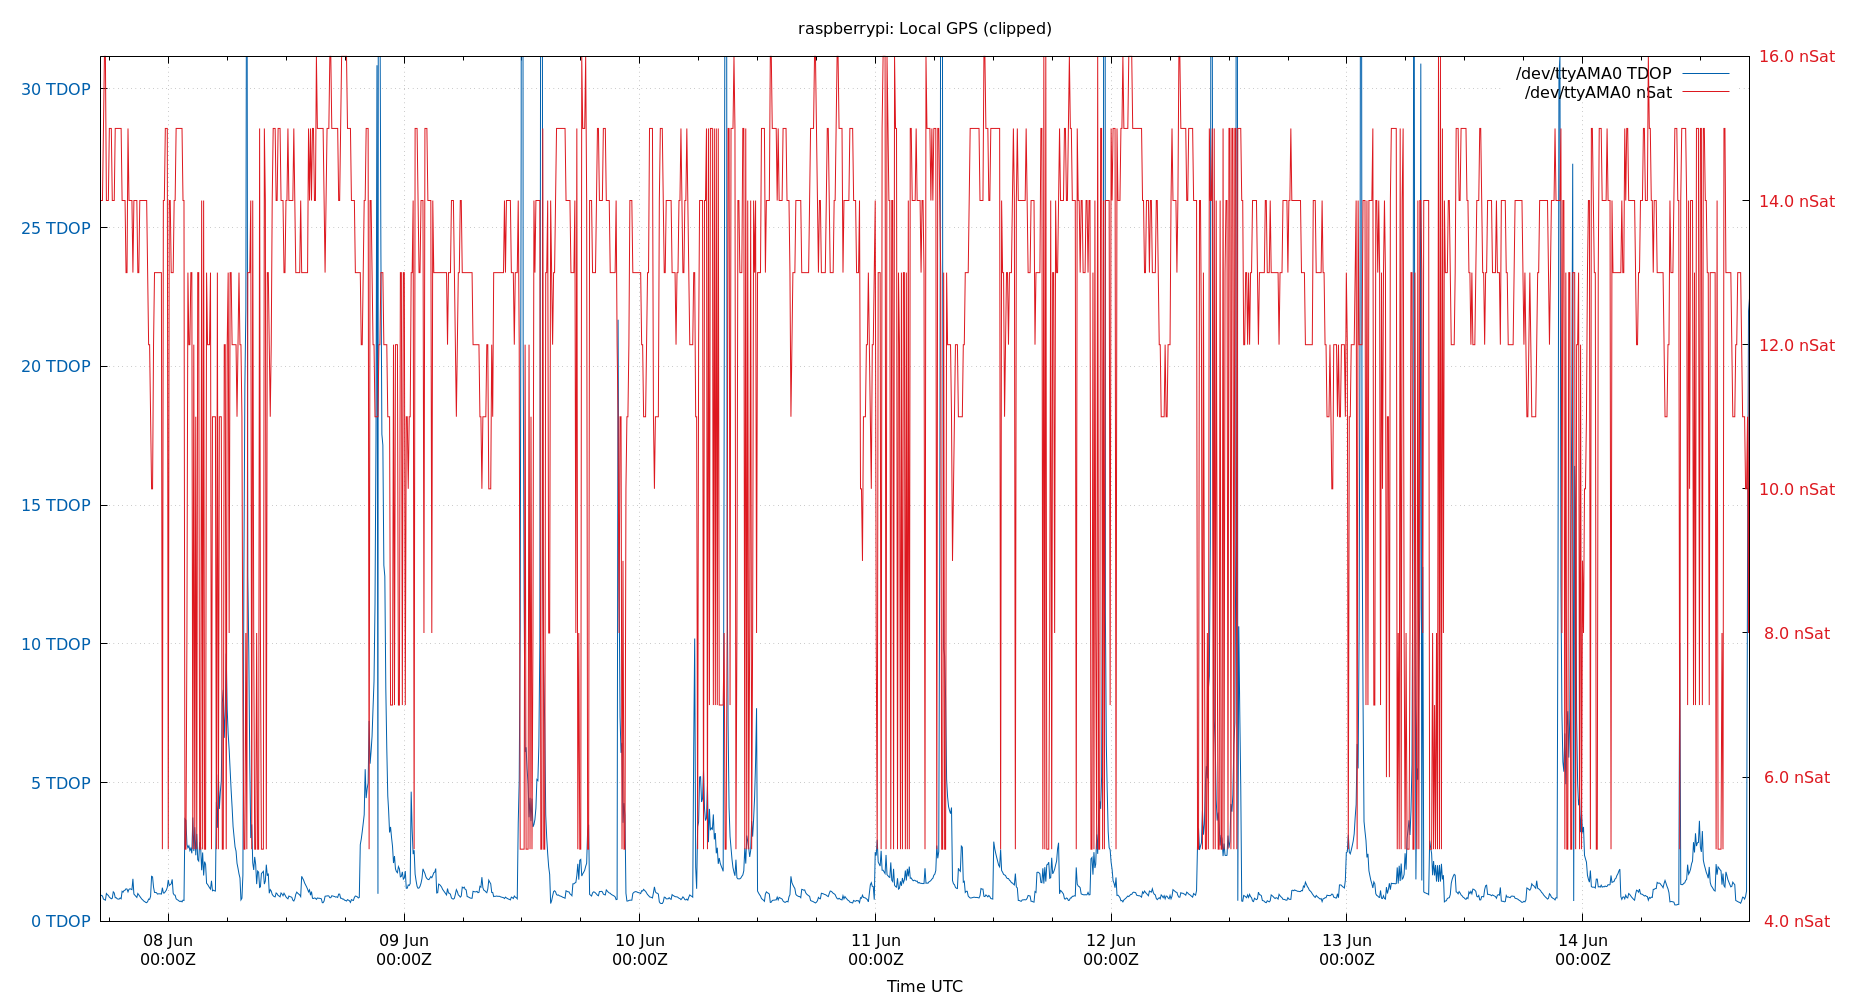 raspberrypi: Local GPS (clipped)
/dev/ttyAMA0 TDOP
/dev/ttyAMA0 nSat
30 TDOP
25 TDOP
20 TDOP
15 TDOP
10 TDOP
5 TDOP
0 TDOP
16.0 nSat
14.0 nSat
12.0 nSat
10.0 nSat
8.0 nSat
6.0 nSat
4.0 nSat
08 Jun
00:00Z
09 Jun
00:00Z
10 Jun
00:00Z
11 Jun
00:00Z
12 Jun
00:00Z
13 Jun
00:00Z
14 Jun
00:00Z
Time UTC